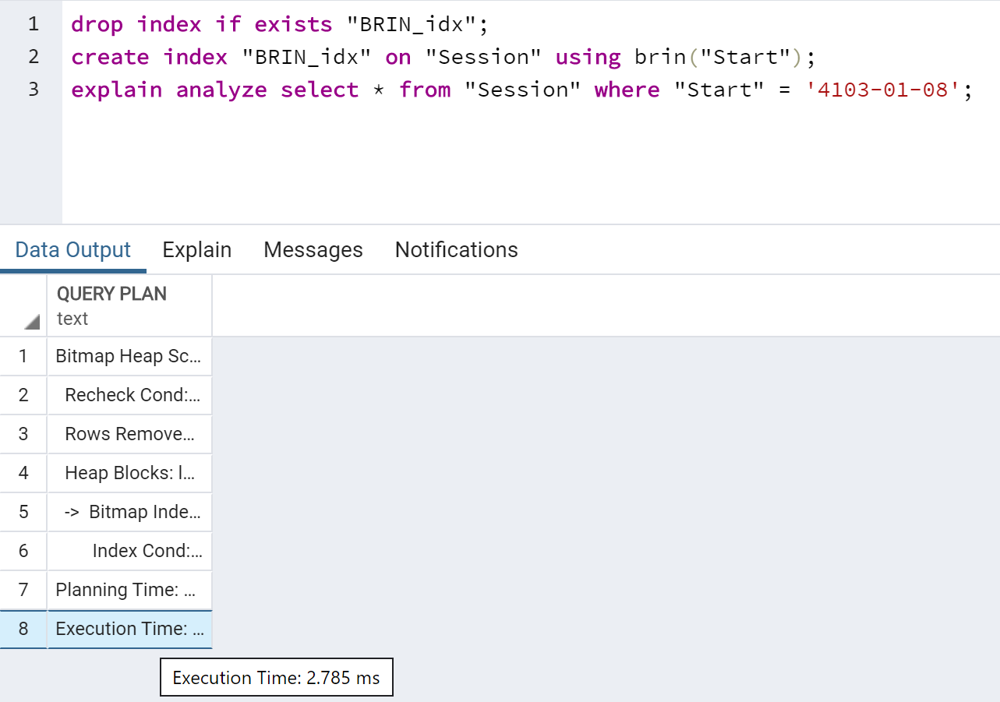 1 drop index if exists "BRIN_idx";
2 create index "BRIN_idx" on "Session" using brin("Start");
3 explain analyze select * from "Session" where "Start" = '4103-01-08';
Data Output Explain Messages Notifications
QUERY PLAN
text
1 Bitmap Heap Sc...
2 Recheck Cond:...
3 Rows Remove...
4 Heap Blocks: l...
5 -> Bitmap Inde...
6 Index Cond:...
7 Planning Time: ...
8 Execution Time: ...
Execution Time: 2.785 ms